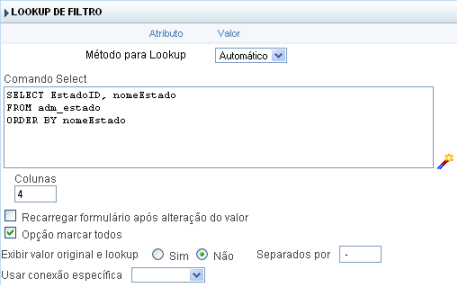 LOOKUP DE FILTRO
Atributo Valor
Método para Lookup Automático
Comando Select
SELECT EstadoID, nomeEstado
FROM adm_estado
ORDER BY nomeEstado
Colunas
4
Recarregar formulário após alteração do valor
Opção marcar todos
Exibir valor original e lookup Sim Não Separados por -
Usar conexão específica